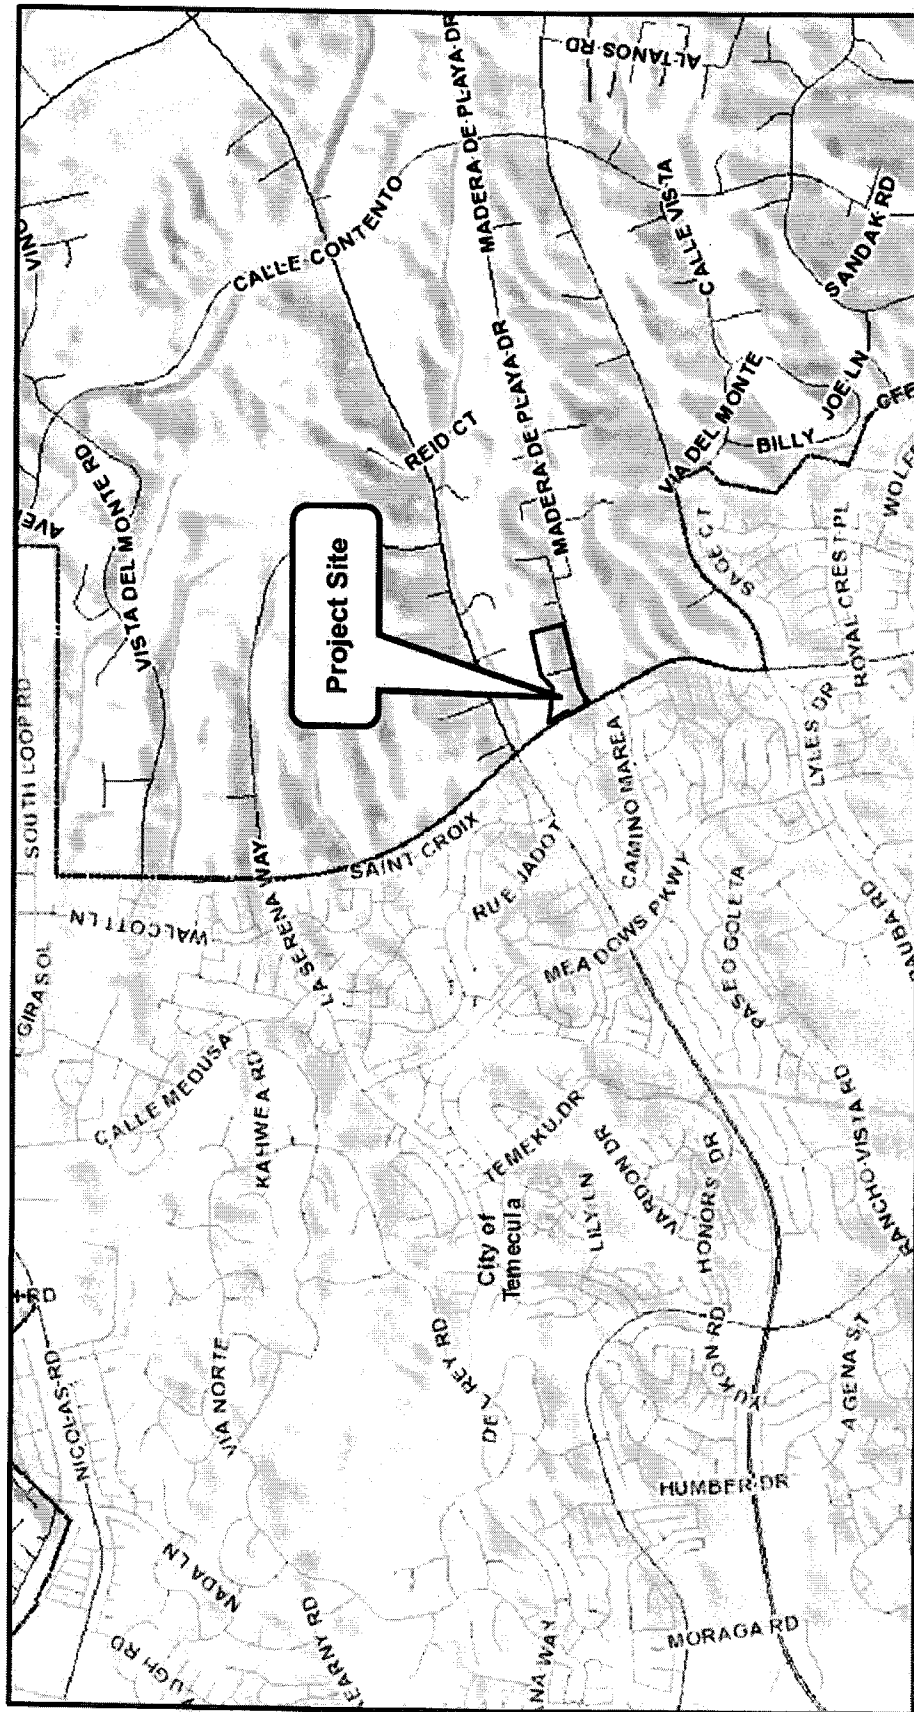 ALTANOS RD
MADERA DE PLAYA DR
MADERA DE PLAYA DR
MADERA DE PLAYA DR
MADERA DE PLAYA DR
CALLE CONTENTO
CALLE VISTA
SANDAK RD
REID CT
VIA DEL MONTE
BILLY JOE LN
VISTA DEL MONTE RD
Project Site
SAGE CT
ROYAL CREST PL
SOUTH LOOP RD
LYLES DR
CAMINO MAREA
SAINT CROIX
RUE JADOT
LA SERENA WAY
WALCOTT LN
MEADOWS PKWY
PASEO GOLETA
GIRASOL
CALLE MEDUSA
KAHWEA RD
TEMEKU DR
VARDON DR
LILY LN
HONORS DR
RANCHO VISTA RD
City of
Temecula
NICOLAS RD
VIA NORTE
DEL REY RD
YUKON RD
AGENA ST
HUMBER DR
NADA LN
MORAGA RD